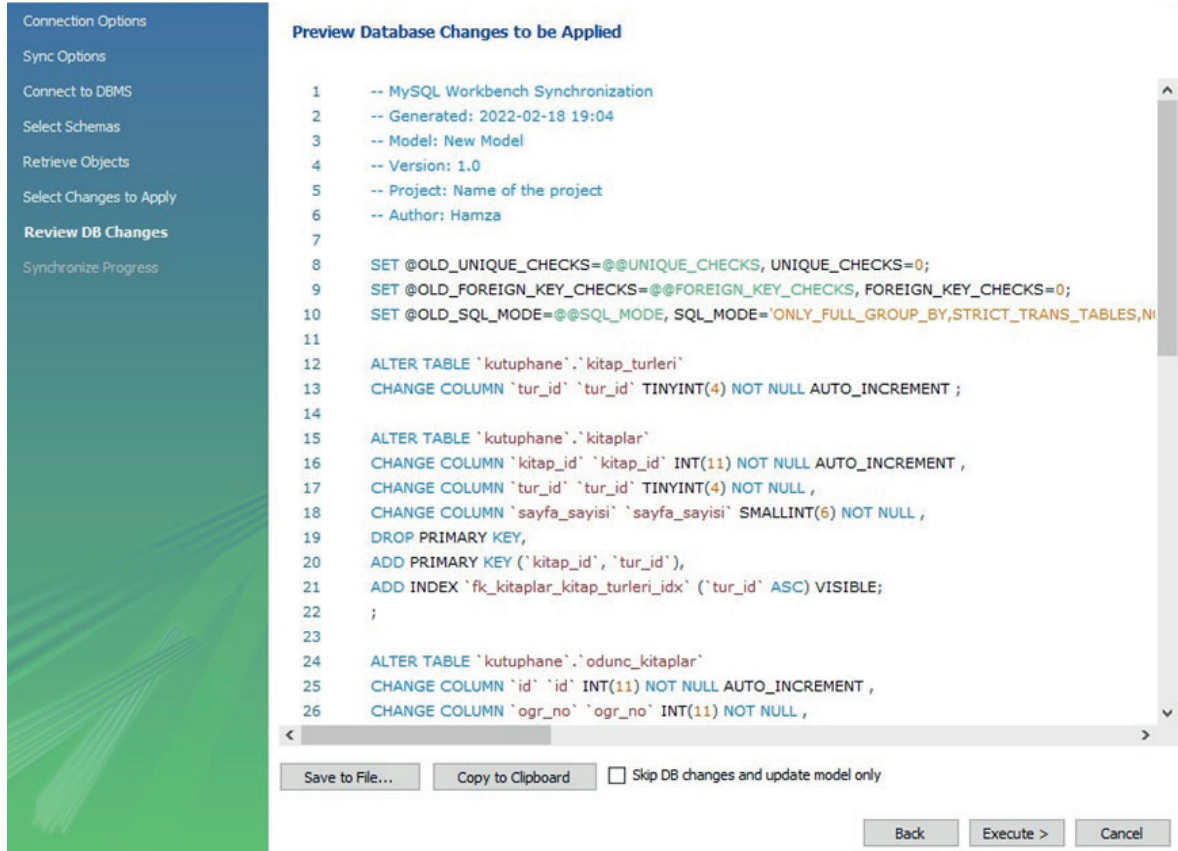 Connection Options
Sync Options
Connect to DBMS
Select Schemas
Retrieve Objects
Select Changes to Apply
Review DB Changes
Synchronize Progress
Preview Database Changes to be Applied
1 -- MySQL Workbench Synchronization
2 -- Generated: 2022-02-18 19:04
3 -- Model: New Model
4 -- Version: 1.0
5 -- Project: Name of the project
6 -- Author: Hamza
7
8 SET @OLD_UNIQUE_CHECKS=@@UNIQUE_CHECKS, UNIQUE_CHECKS=0;
9 SET @OLD_FOREIGN_KEY_CHECKS=@@FOREIGN_KEY_CHECKS, FOREIGN_KEY_CHECKS=0;
10 SET @OLD_SQL_MODE=@@SQL_MODE, SQL_MODE='ONLY_FULL_GROUP_BY,STRICT_TRANS_TABLES,
11
12 ALTER TABLE `kutuphane`.`kitap_turleri`
13 CHANGE COLUMN `tur_id` `tur_id` TINYINT(4) NOT NULL AUTO_INCREMENT ;
14
15 ALTER TABLE `kutuphane`.`kitaplar`
16 CHANGE COLUMN `kitap_id` `kitap_id` INT(11) NOT NULL AUTO_INCREMENT ,
17 CHANGE COLUMN `tur_id` `tur_id` TINYINT(4) NOT NULL ,
18 CHANGE COLUMN `sayfa_sayisi` `sayfa_sayisi` SMALLINT(6) NOT NULL ,
19 DROP PRIMARY KEY,
20 ADD PRIMARY KEY (`kitap_id`, `tur_id`),
21 ADD INDEX `fk_kitaplar_kitap_turleri_idx` (`tur_id` ASC) VISIBLE;
22 ;
23
24 ALTER TABLE `kutuphane`.`odunc_kitaplar`
25 CHANGE COLUMN `id` `id` INT(11) NOT NULL AUTO_INCREMENT ,
26 CHANGE COLUMN `ogr_no` `ogr_no` INT(11) NOT NULL ,
Save to File...
Copy to Clipboard
Skip DB changes and update model only
Back
Execute >
Cancel